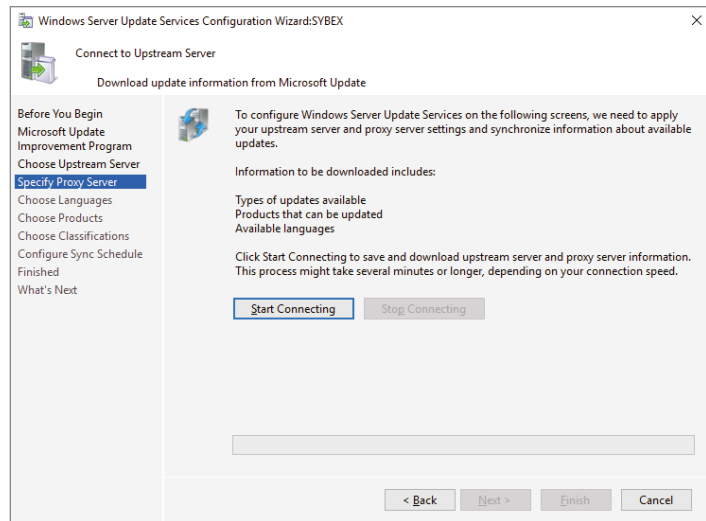 Windows Server Update Services Configuration Wizard:SYBEX
Connect to Upstream Server
Download update information from Microsoft Update
Before You Begin
Microsoft Update
Improvement Program
Choose Upstream Server
Specify Proxy Server
Choose Languages
Choose Products
Choose Classifications
Configure Sync Schedule
Finished
What's Next
To configure Windows Server Update Services on the following screens, we need to apply
your upstream server and proxy server settings and synchronize information about available
updates.
Information to be downloaded includes:
Types of updates available
Products that can be updated
Available languages
Click Start Connecting to save and download upstream server and proxy server information.
This process might take several minutes or longer, depending on your connection speed.
Start Connecting Stop Connecting
< Back Next > Finish Cancel